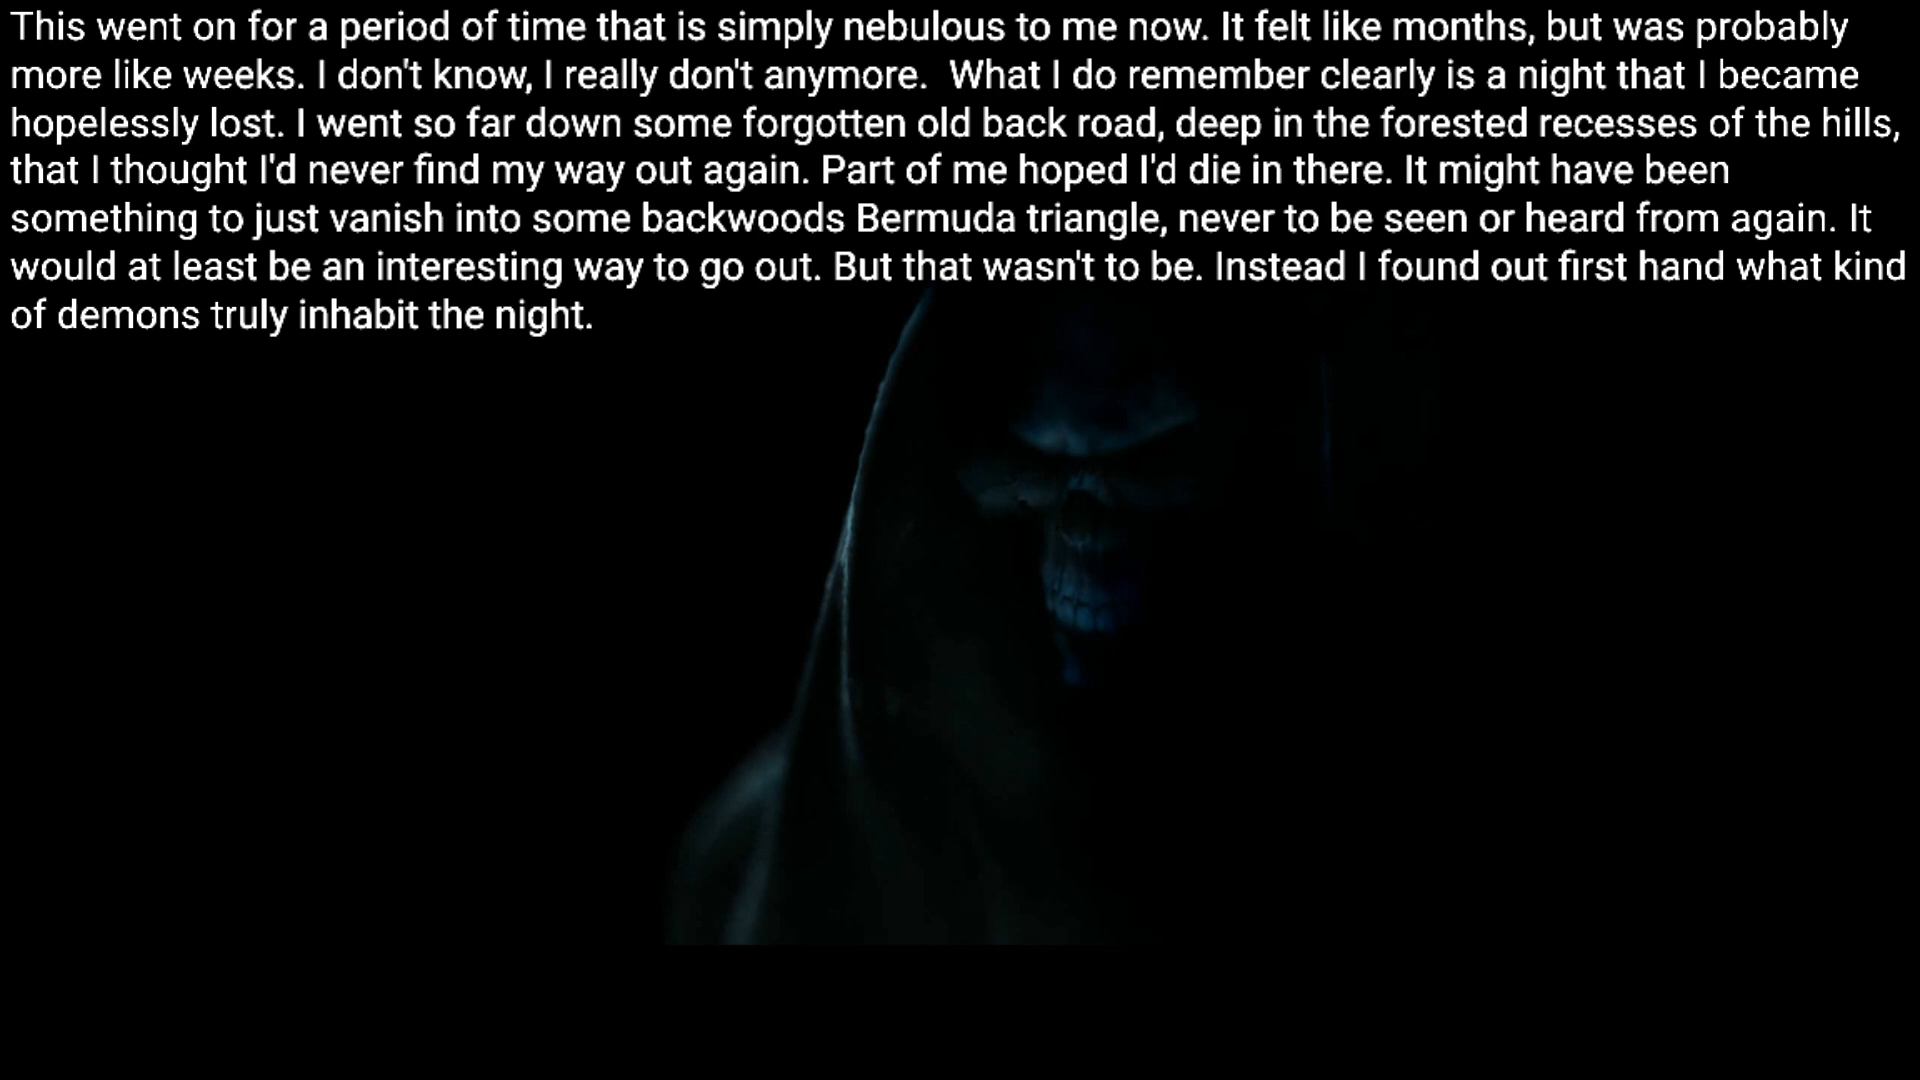 This went on for a period of time that is simply nebulous to me now. It felt like months, but was probably
more like weeks. I don't know, I really don't anymore.  What I do remember clearly is a night that I became
hopelessly lost. I went so far down some forgotten old back road, deep in the forested recesses of the hills,
that I thought I'd never find my way out again. Part of me hoped I'd die in there. It might have been
something to just vanish into some backwoods Bermuda triangle, never to be seen or heard from again. It
would at least be an interesting way to go out. But that wasn't to be. Instead I found out first hand what kind
of demons truly inhabit the night.